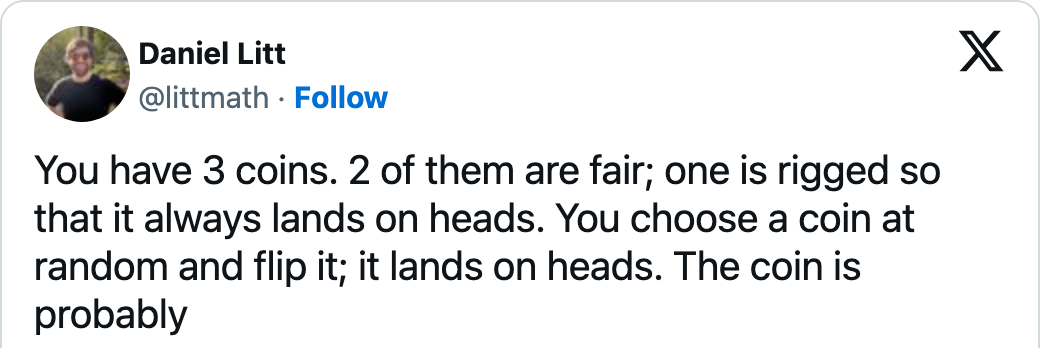 Daniel Litt
@littmath · Follow
You have 3 coins. 2 of them are fair; one is rigged so
that it always lands on heads. You choose a coin at
random and flip it; it lands on heads. The coin is
probably